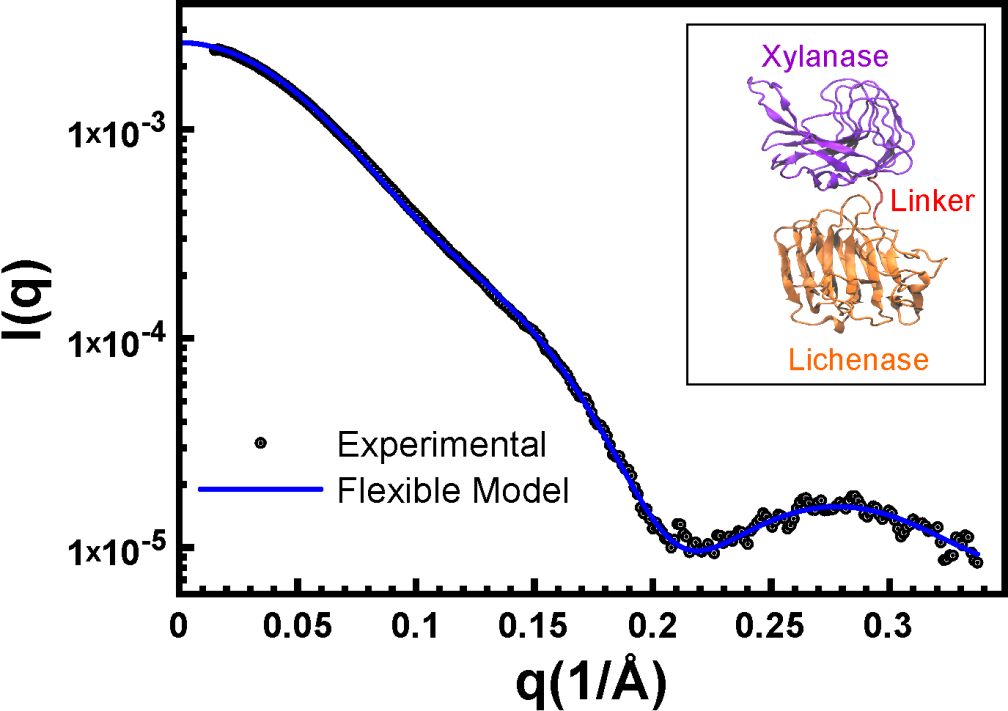 I(q)
1x10-3
1x10-4
1x10-5
Xylanase
Linker
Lichenase
Experimental
Flexible Model
0 0.05 0.1 0.15 0.2 0.25 0.3
q(1/Å)